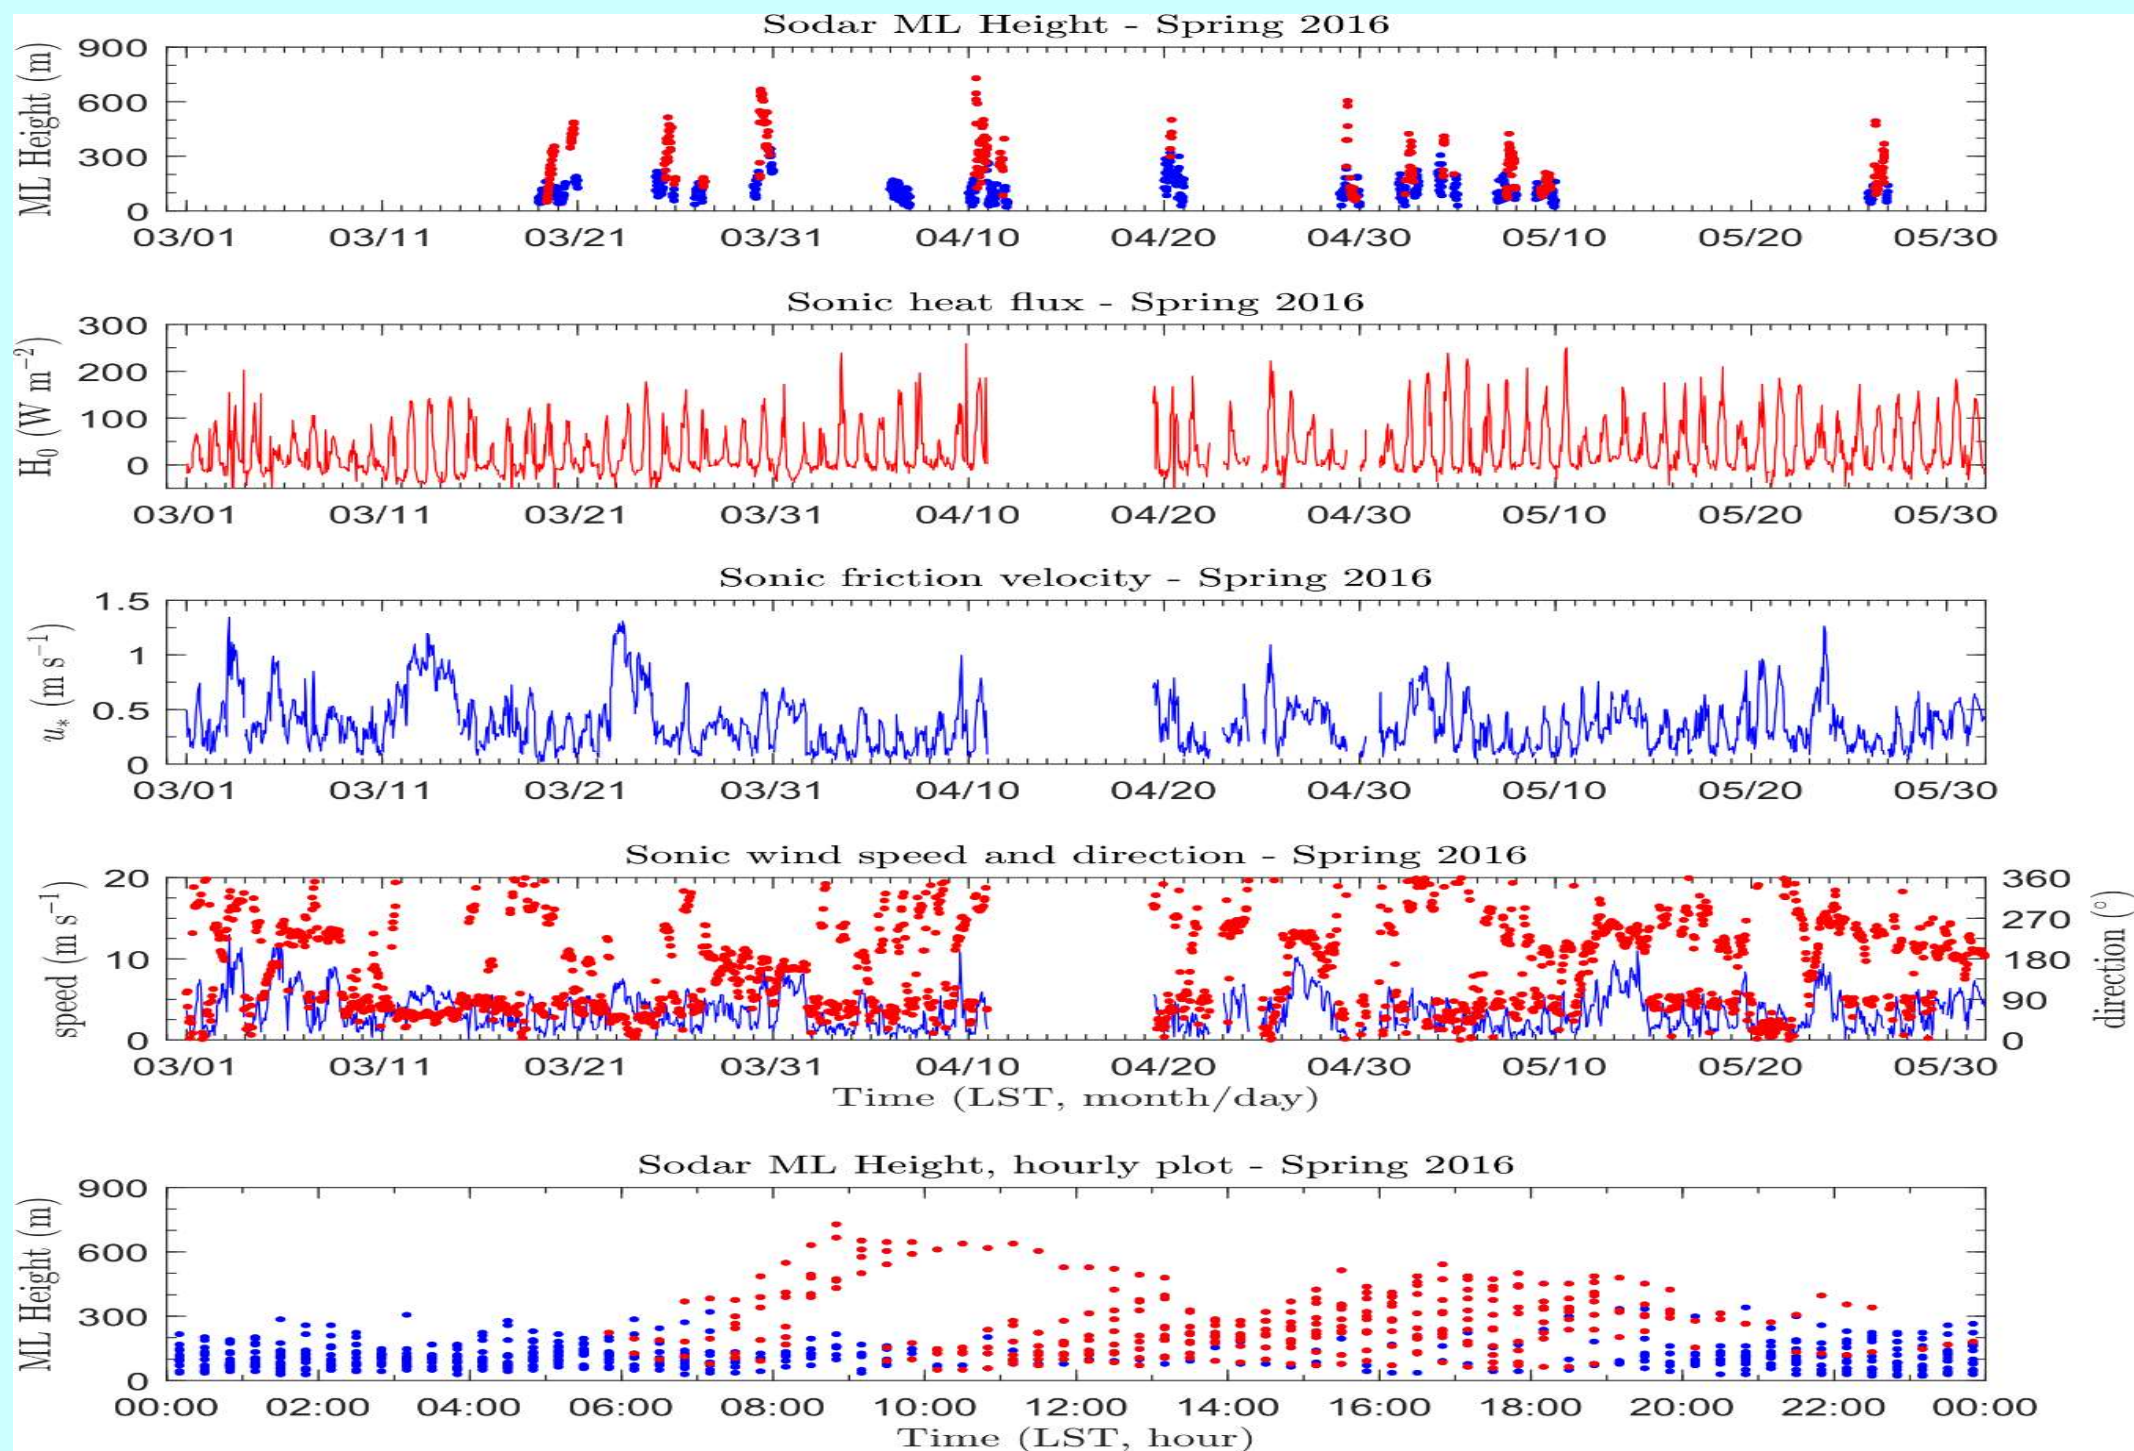 Sodar ML Height - Spring 2016
ML Height (m)
900
600
300
0
03/01 03/11 03/21 03/31 04/10 04/20 04/30 05/10 05/20 05/30
Sonic heat flux - Spring 2016
H₀ (W m⁻²)
300
200
100
0
03/01 03/11 03/21 03/31 04/10 04/20 04/30 05/10 05/20 05/30
Sonic friction velocity - Spring 2016
u* (m s⁻¹)
1.5
1
0.5
0
03/01 03/11 03/21 03/31 04/10 04/20 04/30 05/10 05/20 05/30
Sonic wind speed and direction - Spring 2016
speed (m s⁻¹)
20
10
0
360
270
180
90
0
direction (°)
03/01 03/11 03/21 03/31 04/10 04/20 04/30 05/10 05/20 05/30
Time (LST, month/day)
Sodar ML Height, hourly plot - Spring 2016
ML Height (m)
900
600
300
0
00:00 02:00 04:00 06:00 08:00 10:00 12:00 14:00 16:00 18:00 20:00 22:00 00:00
Time (LST, hour)